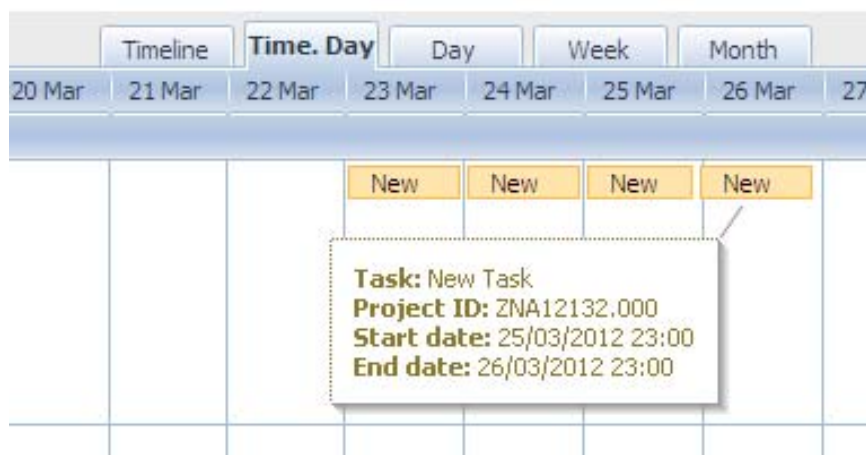 Timeline Time. Day Day Week Month
20 Mar 21 Mar 22 Mar 23 Mar 24 Mar 25 Mar 26 Mar 27
New New New New
Task: New Task
Project ID: ZNA12132.000
Start date: 25/03/2012 23:00
End date: 26/03/2012 23:00